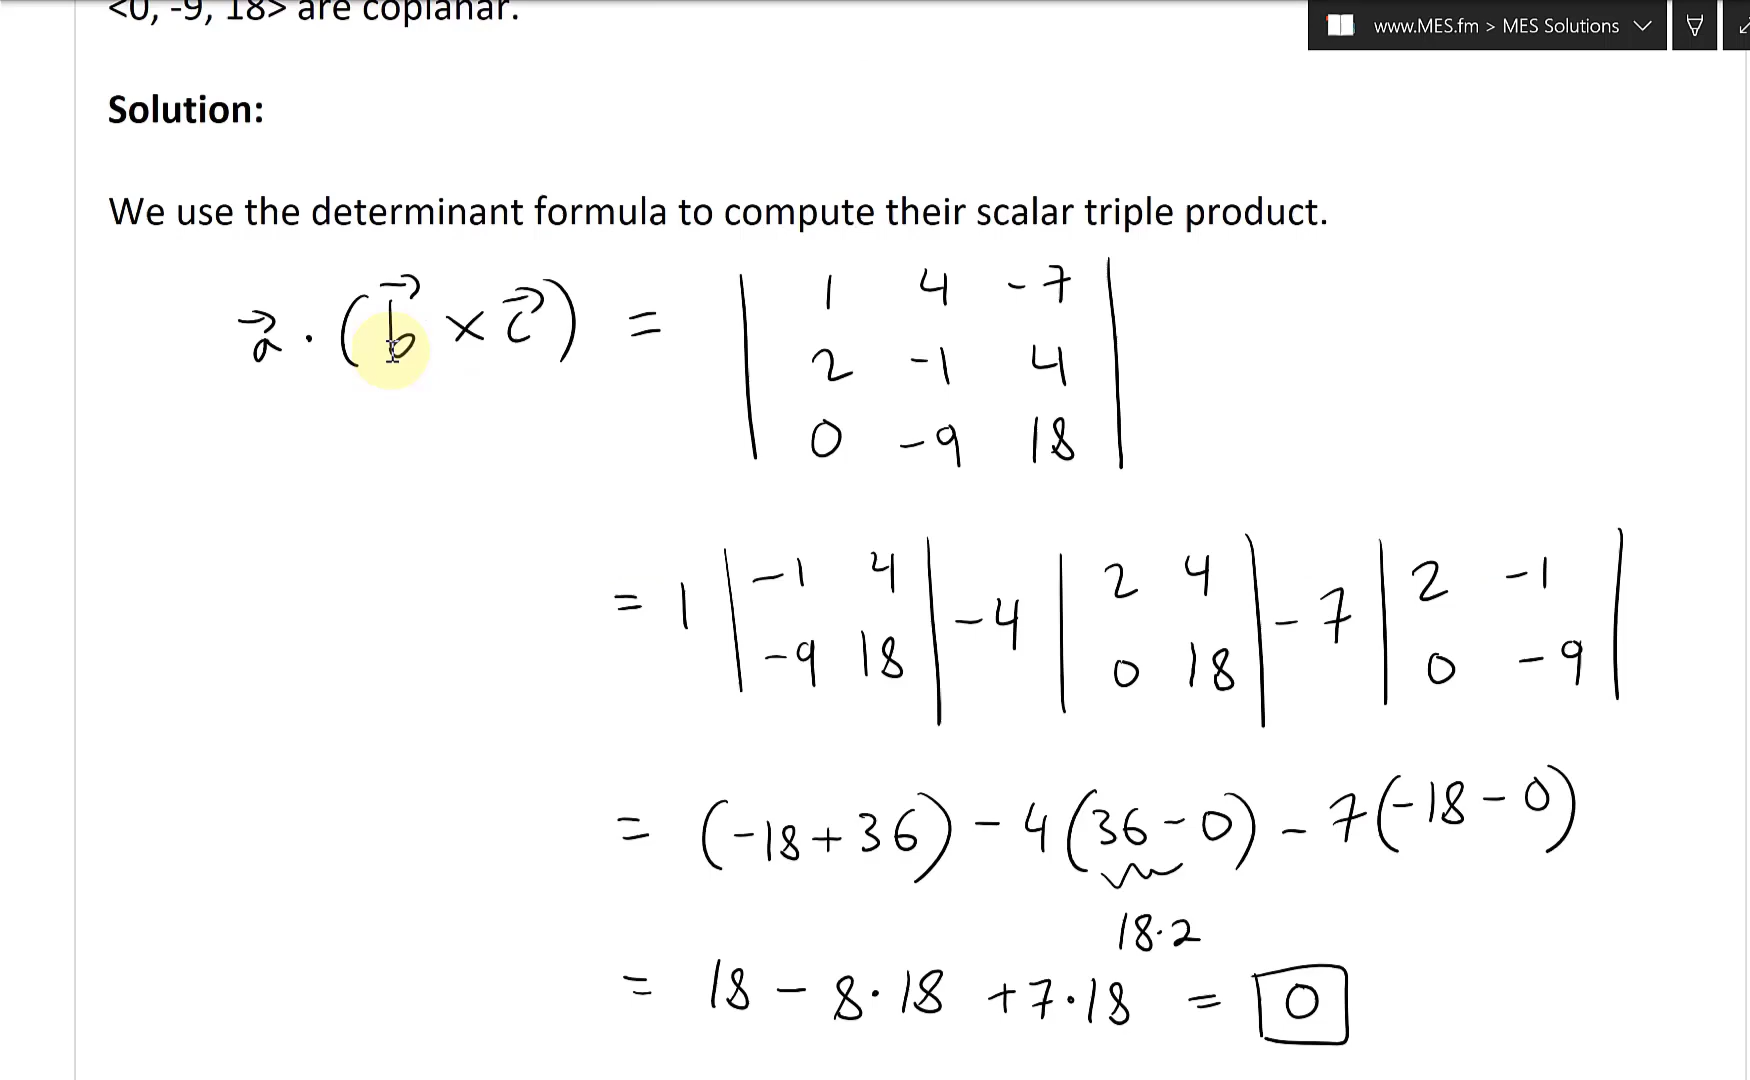 <0, -9, 18> are coplanar.
www.MES.fm > MES Solutions
Solution:
We use the determinant formula to compute their scalar triple product.
a⃗ · (b⃗ × c⃗) = | 1 4 -7 |
| 2 -1 4 |
| 0 -9 18 |
= 1 | -1 4 | - 4 | 2 4 | - 7 | 2 -1 |
| -9 18 | | 0 18 | | 0 -9 |
= (-18 + 36) - 4(36 - 0) - 7(-18 - 0)
18·2
= 18 - 8·18 + 7·18 = 0